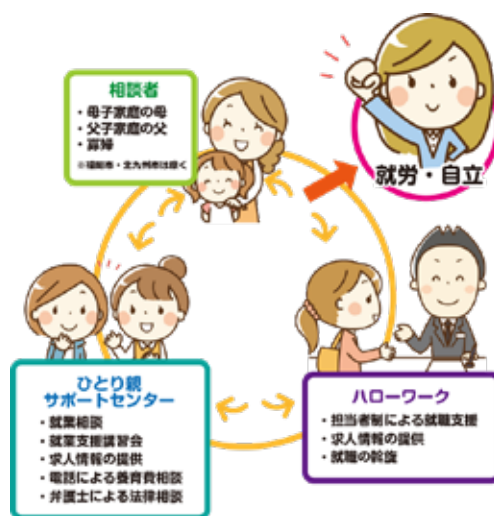 相談者
・母子家庭の母
・父子家庭の父
・寡婦
※福岡市・北九州市は除く
就労・自立
ひとり親
サポートセンター
・就業相談
・就業支援講習会
・求人情報の提供
・電話による養育費相談
・弁護士による法律相談
ハローワーク
・担当者制による就職支援
・求人情報の提供
・就職の斡旋